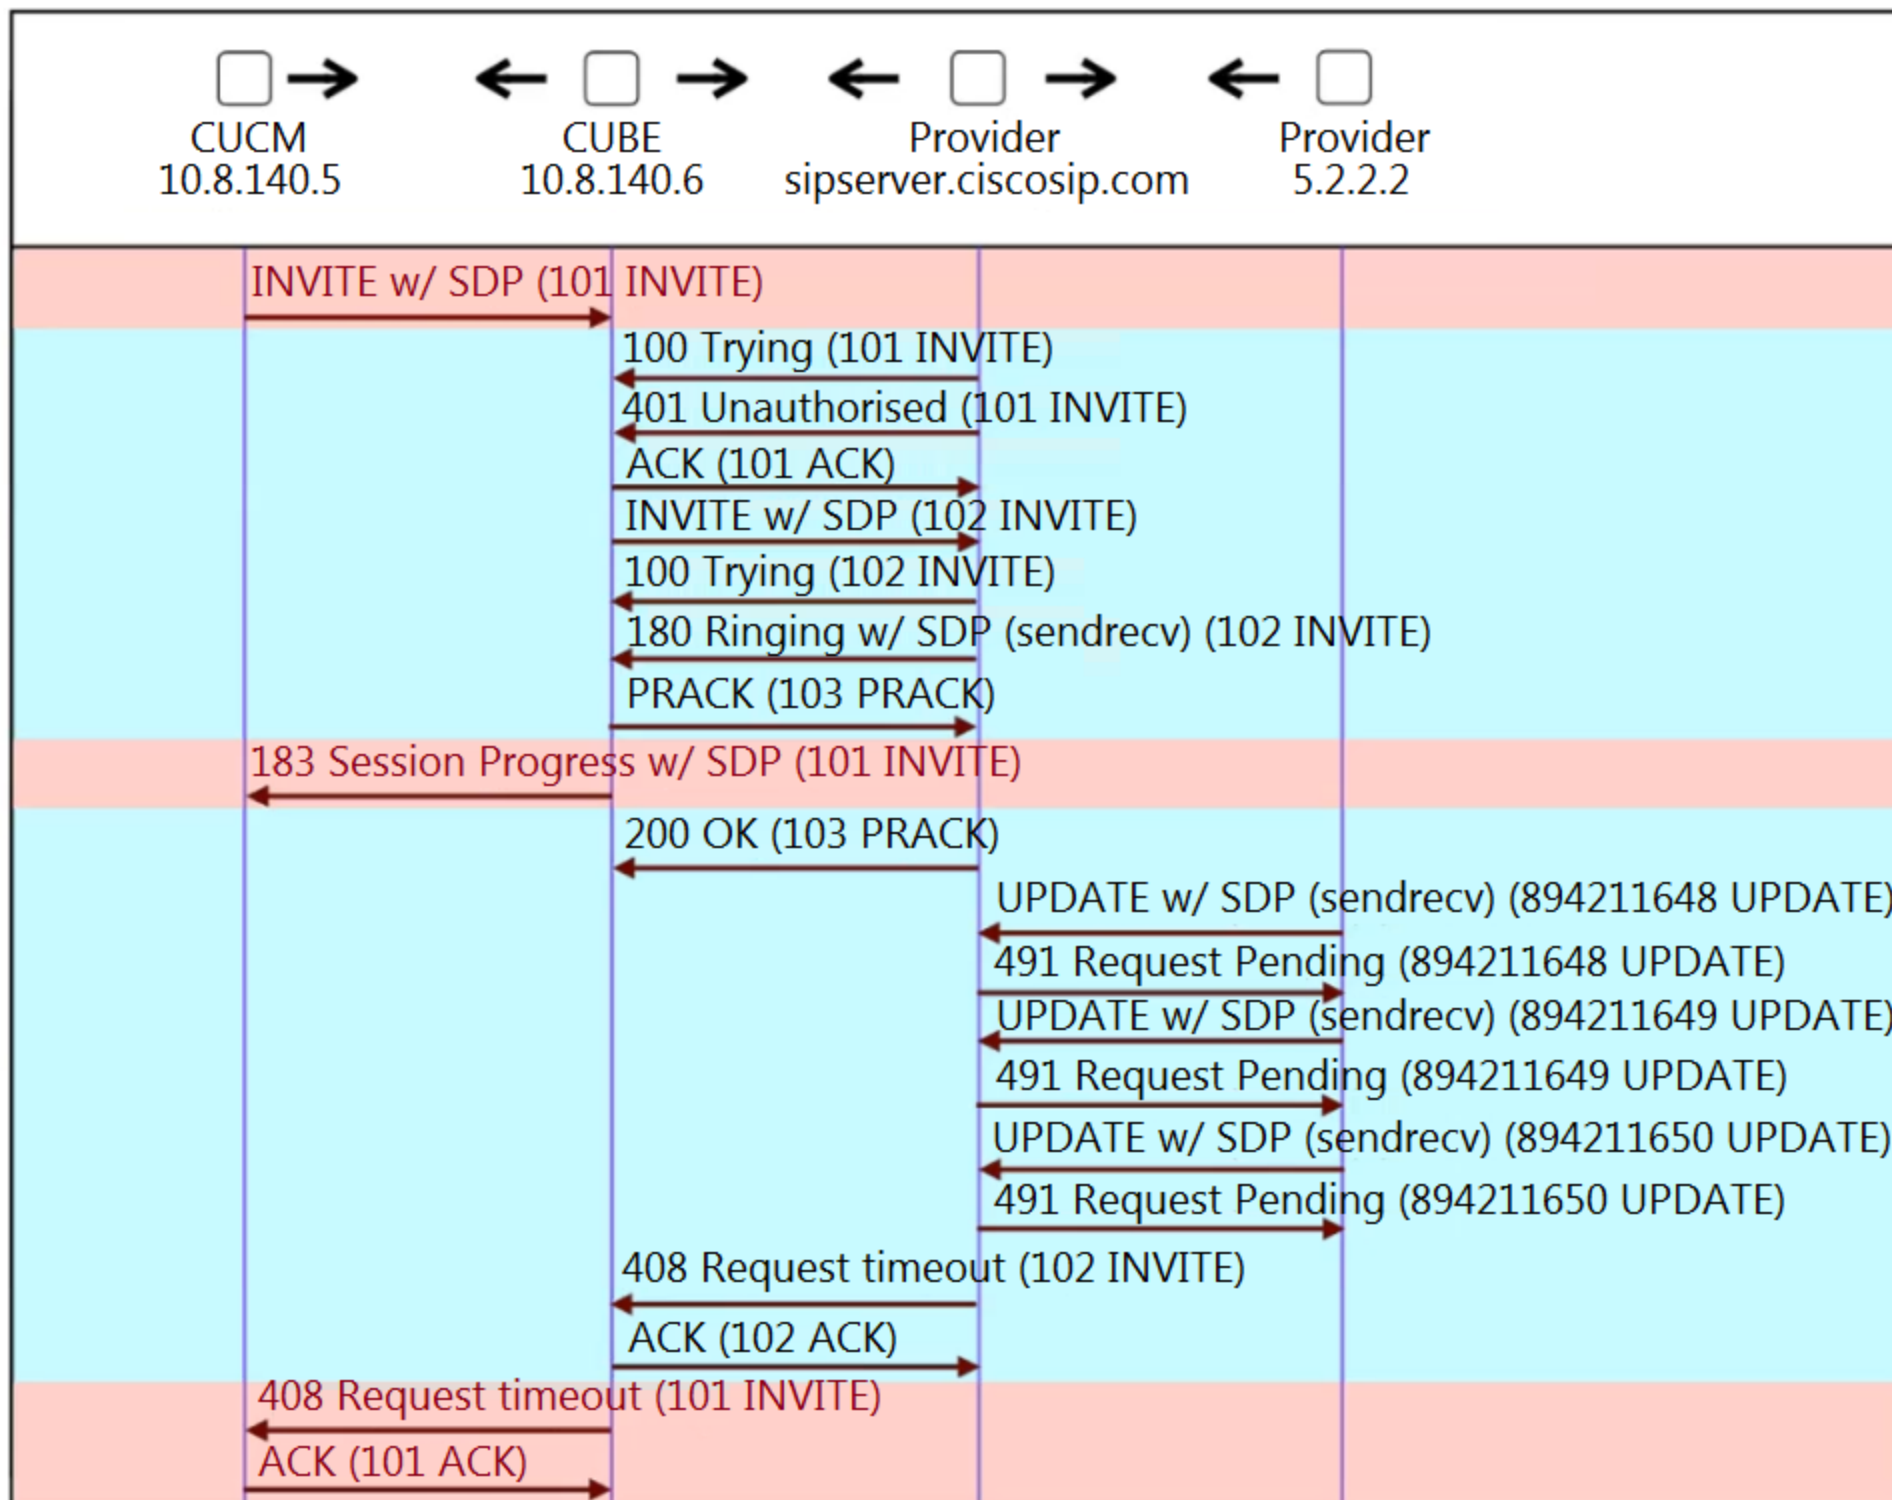 CUCM
10.8.140.5
CUBE
10.8.140.6
Provider
sipserver.ciscosip.com
Provider
5.2.2.2
INVITE w/ SDP (101 INVITE)
100 Trying (101 INVITE)
401 Unauthorised (101 INVITE)
ACK (101 ACK)
INVITE w/ SDP (102 INVITE)
100 Trying (102 INVITE)
180 Ringing w/ SDP (sendrecv) (102 INVITE)
PRACK (103 PRACK)
183 Session Progress w/ SDP (101 INVITE)
200 OK (103 PRACK)
UPDATE w/ SDP (sendrecv) (894211648 UPDATE)
491 Request Pending (894211648 UPDATE)
UPDATE w/ SDP (sendrecv) (894211649 UPDATE)
491 Request Pending (894211649 UPDATE)
UPDATE w/ SDP (sendrecv) (894211650 UPDATE)
491 Request Pending (894211650 UPDATE)
408 Request timeout (102 INVITE)
ACK (102 ACK)
408 Request timeout (101 INVITE)
ACK (101 ACK)